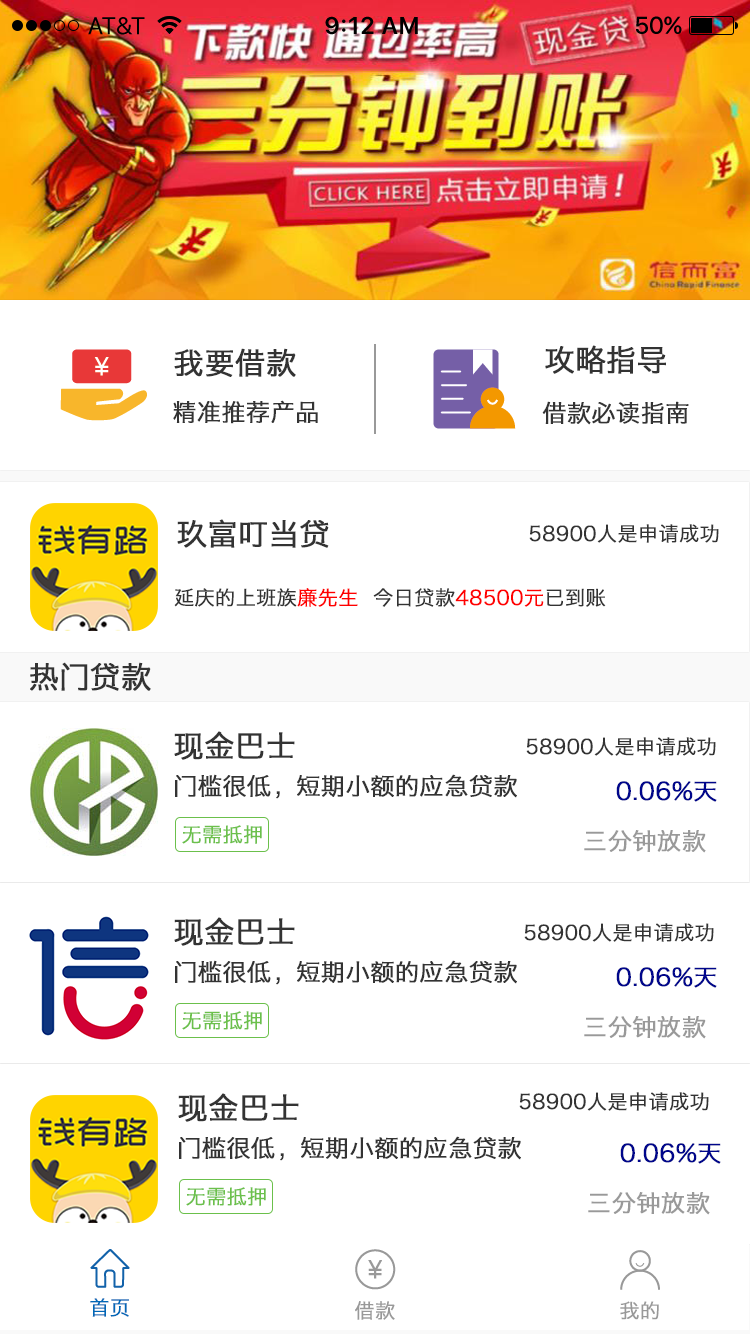 AT&T 9:12 AM 50%
下款快 通过率高 现金贷
三分钟到账
CLICK HERE 点击立即申请！
信而富
China Rapid Finance
我要借款
精准推荐产品
攻略指导
借款必读指南
钱有路
玖富叮当贷
58900人是申请成功
延庆的上班族廉先生 今日贷款48500元已到账
热门贷款
现金巴士
58900人是申请成功
门槛很低，短期小额的应急贷款
0.06%天
无需抵押
三分钟放款
信
现金巴士
58900人是申请成功
门槛很低，短期小额的应急贷款
0.06%天
无需抵押
三分钟放款
钱有路
现金巴士
58900人是申请成功
门槛很低，短期小额的应急贷款
0.06%天
无需抵押
三分钟放款
首页
借款
我的